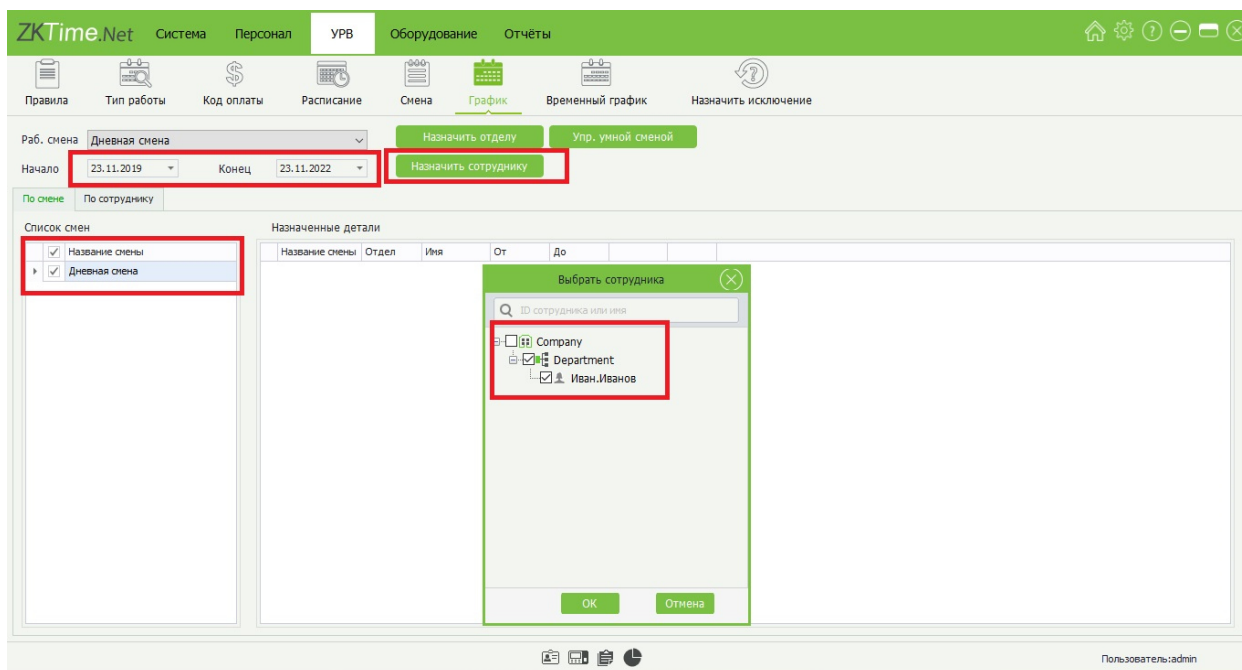 ZKTime.Net Система Персонал УРВ Оборудование Отчёты
Правила Тип работы Код оплаты Расписание Смена График Временный график Назначить исключение
Раб. смена Дневная смена Назначить отделу Упр. умной сменой
Начало 23.11.2019 Конец 23.11.2022 Назначить сотруднику
По смене По сотруднику
Список смен Назначенные детали
Название смены Название смены Отдел Имя От До
Дневная смена
Выбрать сотрудника
ID сотрудника или имя
Company
Department
Иван.Иванов
OK Отмена
Пользователь:admin